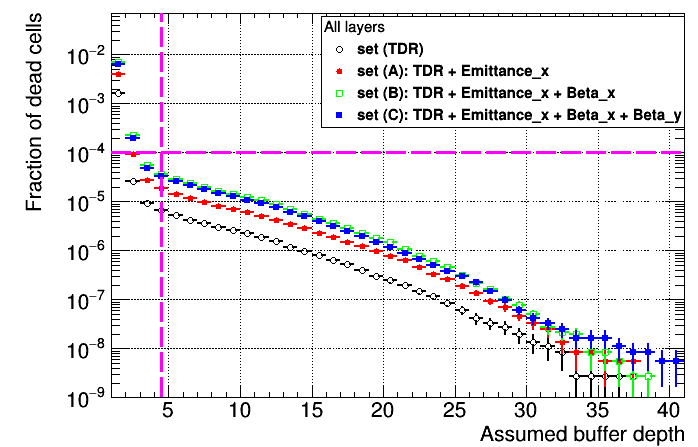 All layers
set (TDR)
set (A): TDR + Emittance_x
set (B): TDR + Emittance_x + Beta_x
set (C): TDR + Emittance_x + Beta_x + Beta_y
Fraction of dead cells
10^-2
10^-3
10^-4
10^-5
10^-6
10^-7
10^-8
10^-9
5 10 15 20 25 30 35 40
Assumed buffer depth